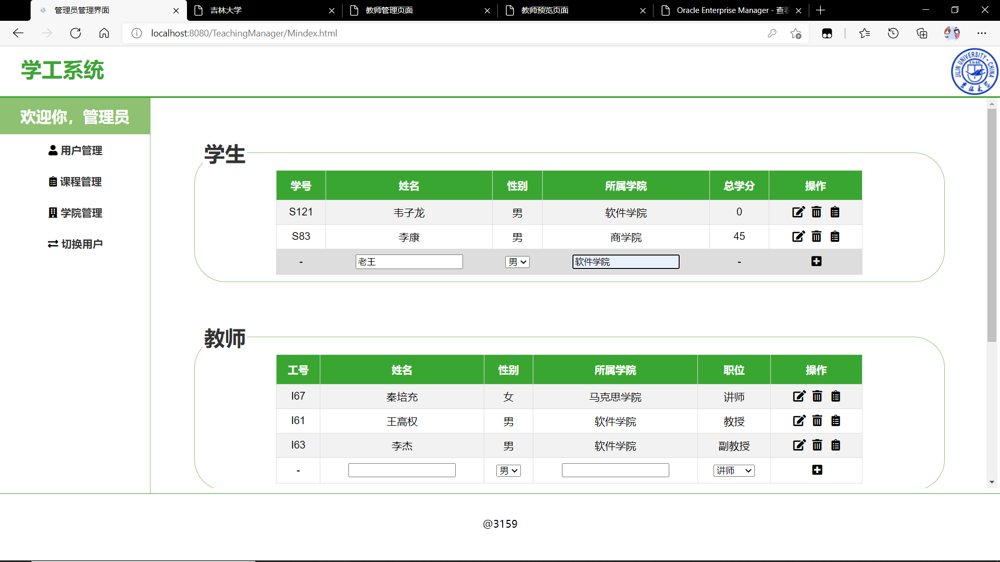 管理员管理界面 吉林大学 教师管理页面 教师预览页面 Oracle Enterprise Manager - 查看
localhost:8080/TeachingManager/Mindex.html
学工系统
JILIN UNIVERSITY · CHINA
1946
吉林大学
欢迎你，管理员
用户管理
课程管理
学院管理
切换用户
学生
学号 姓名 性别 所属学院 总学分 操作
S121 韦子龙 男 软件学院 0
S83 李康 男 商学院 45
- 老王 男 软件学院 -
教师
工号 姓名 性别 所属学院 职位 操作
I67 秦培充 女 马克思学院 讲师
I61 王高权 男 软件学院 教授
I63 李杰 男 软件学院 副教授
- 男 讲师
@3159